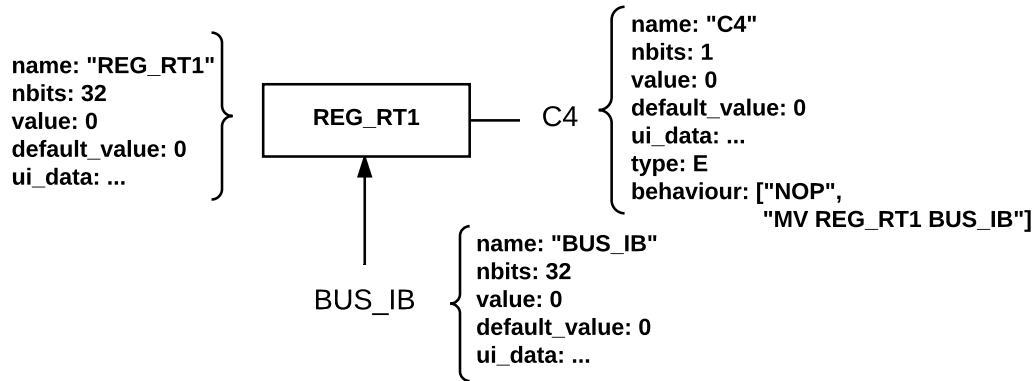 name: "REG_RT1"
nbits: 32
value: 0
default_value: 0
ui_data: ...
REG_RT1
C4
name: "C4"
nbits: 1
value: 0
default_value: 0
ui_data: ...
type: E
behaviour: ["NOP",
"MV REG_RT1 BUS_IB"]
BUS_IB
name: "BUS_IB"
nbits: 32
value: 0
default_value: 0
ui_data: ...